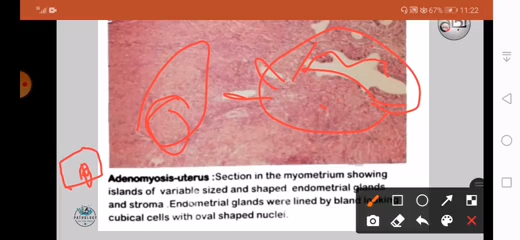 67% 11:22
Adenomyosis-uterus :Section in the myometrium showing
islands of variable sized and shaped endometrial glands
and stroma .Endometrial glands were lined by bland
cubical cells with oval shaped nuclei.
PATHOLOGY